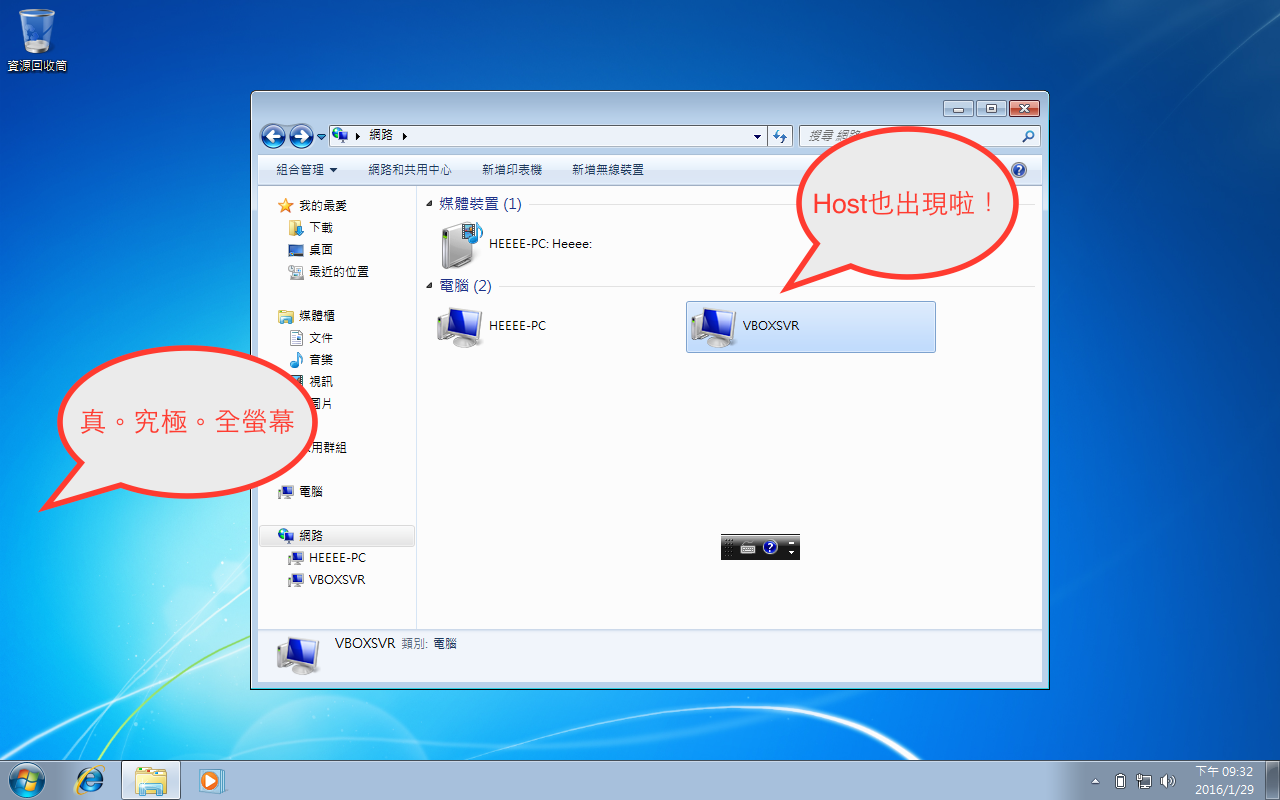 資源回收筒
網路
搜尋 網路
組合管理
網路和共用中心
新增印表機
新增無線裝置
Host也出現啦！
我的最愛
下載
桌面
最近的位置
媒體櫃
文件
音樂
視訊
圖片
用群組
電腦
網路
HEEEE-PC
VBOXSVR
媒體裝置 (1)
HEEEE-PC: Heeee:
電腦 (2)
HEEEE-PC
VBOXSVR
真。究極。全螢幕
VBOXSVR 類別: 電腦
下午 09:32
2016/1/29